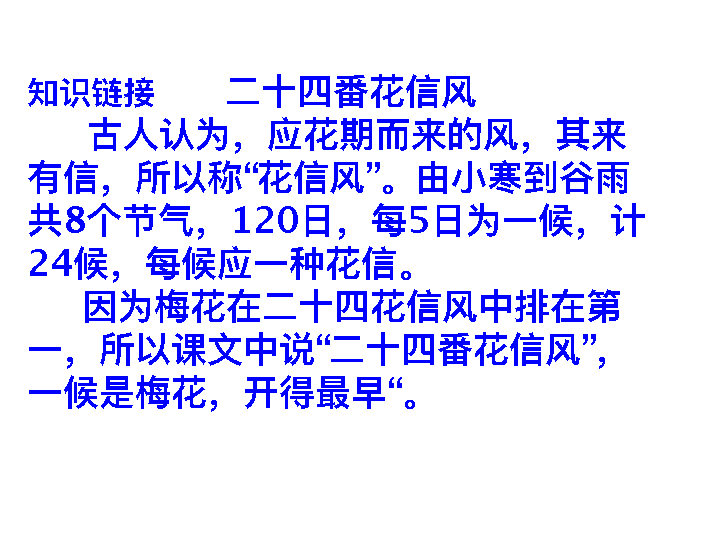 知识链接 二十四番花信风
古人认为，应花期而来的风，其来
有信，所以称“花信风”。由小寒到谷雨
共8个节气，120日，每5日为一候，计
24候，每候应一种花信。
因为梅花在二十四花信风中排在第
一，所以课文中说“二十四番花信风”，
一候是梅花，开得最早“。